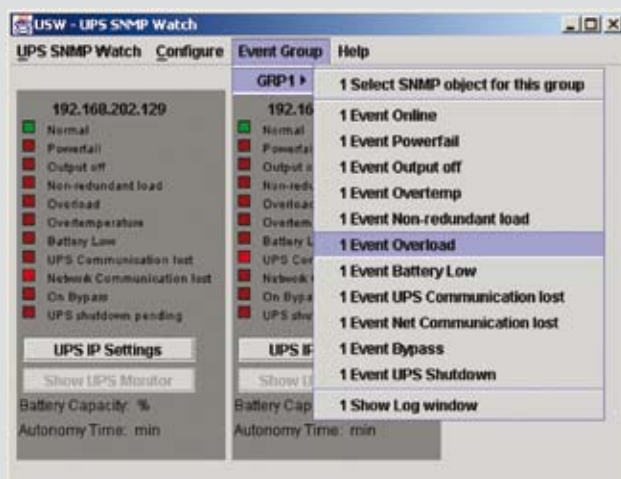 USW - UPS SNMP Watch
UPS SNMP Watch Configure Event Group Help
GRP1
1 Select SNMP object for this group
1 Event Online
1 Event Powerfail
1 Event Output off
1 Event Overtemp
1 Event Non-redundant load
1 Event Overload
1 Event Battery Low
1 Event UPS Communication lost
1 Event Net Communication lost
1 Event Bypass
1 Event UPS Shutdown
1 Show Log window
192.168.202.129
Normal
Powerfail
Output off
Non-redundant load
Overload
Overtemperature
Battery Low
UPS Communication lost
Network Communication lost
On Bypass
UPS shutdown pending
UPS IP Settings
Show UPS Monitor
Battery Capacity: %
Autonomy Time: min
192.16
Normal
Powerfai
Output o
Non-redu
Overloac
Overtem
Battery L
UPS Cor
Network
On Bypa
UPS shu
UPS IF
Show U
Battery Cap
Autonomy Time: min